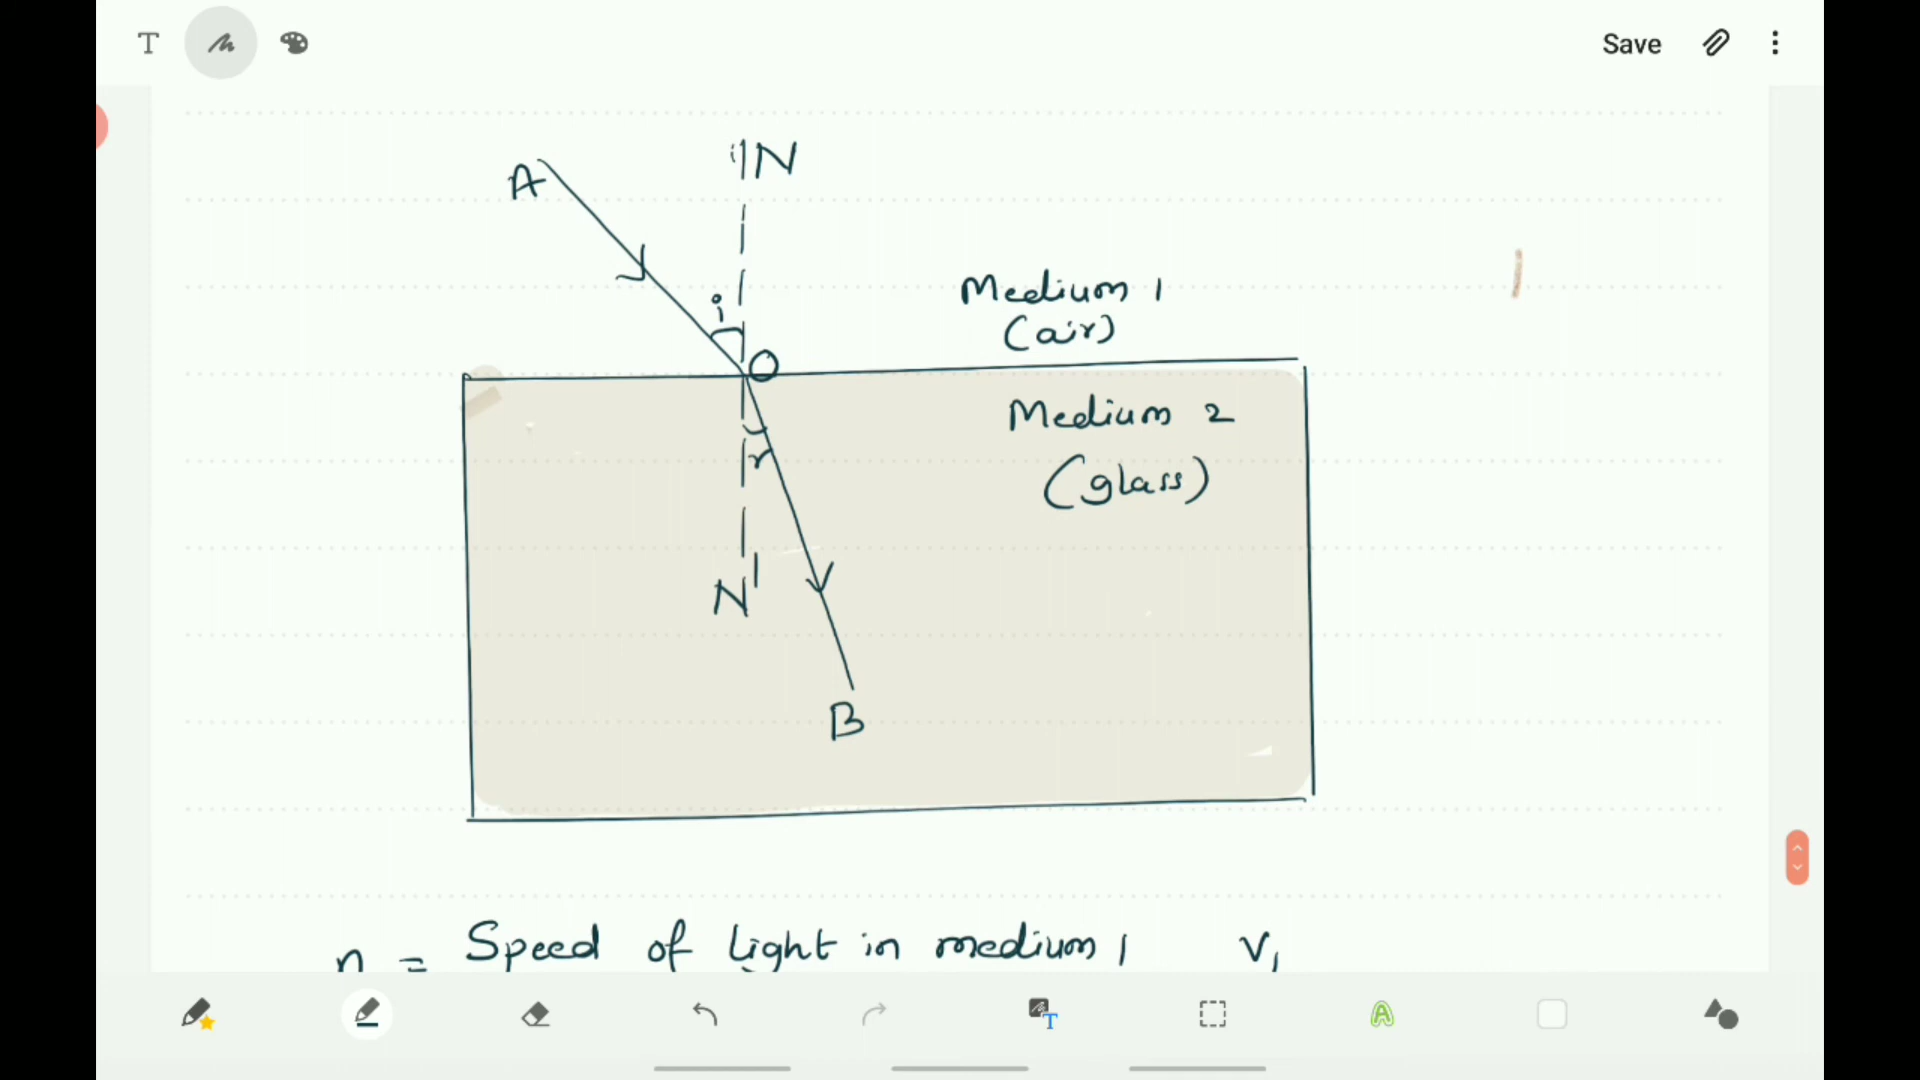 T
Save
A
N
i
Medium 1
(air)
O
Medium 2
r
(glass)
N'
B
n = Speed of light in medium 1 V1
T
A